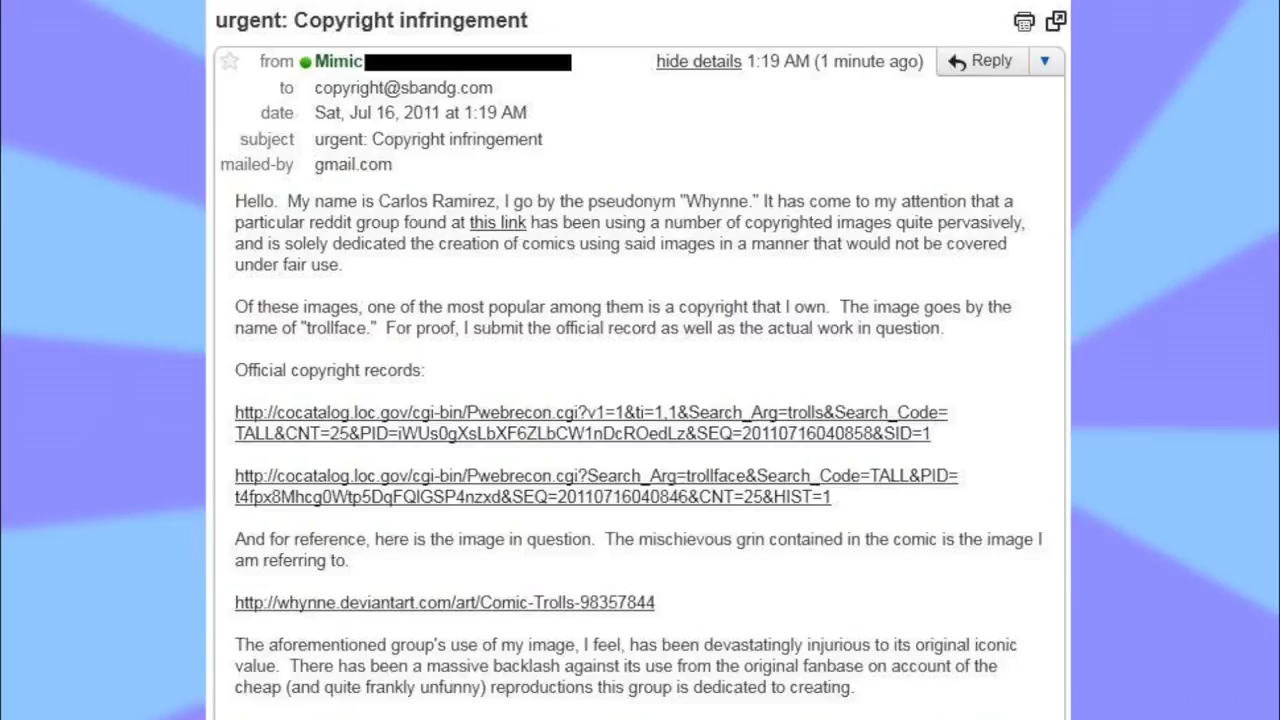 urgent: Copyright infringement
from Mimic hide details 1:19 AM (1 minute ago) Reply
to copyright@sbandg.com
date Sat, Jul 16, 2011 at 1:19 AM
subject urgent: Copyright infringement
mailed-by gmail.com
Hello. My name is Carlos Ramirez, I go by the pseudonym "Whynne." It has come to my attention that a
particular reddit group found at this link has been using a number of copyrighted images quite pervasively,
and is solely dedicated the creation of comics using said images in a manner that would not be covered
under fair use.
Of these images, one of the most popular among them is a copyright that I own. The image goes by the
name of "trollface." For proof, I submit the official record as well as the actual work in question.
Official copyright records:
http://cocatalog.loc.gov/cgi-bin/Pwebrecon.cgi?v1=1&ti=1,1&Search_Arg=trolls&Search_Code=
TALL&CNT=25&PID=iWUs0gXsLbXF6ZLbCW1nDcROedLz&SEQ=20110716040858&SID=1
http://cocatalog.loc.gov/cgi-bin/Pwebrecon.cgi?Search_Arg=trollface&Search_Code=TALL&PID=
t4fpx8Mhcg0Wtp5DqFQlGSP4nzxd&SEQ=20110716040846&CNT=25&HIST=1
And for reference, here is the image in question. The mischievous grin contained in the comic is the image I
am referring to.
http://whynne.deviantart.com/art/Comic-Trolls-98357844
The aforementioned group's use of my image, I feel, has been devastatingly injurious to its original iconic
value. There has been a massive backlash against its use from the original fanbase on account of the
cheap (and quite frankly unfunny) reproductions this group is dedicated to creating.